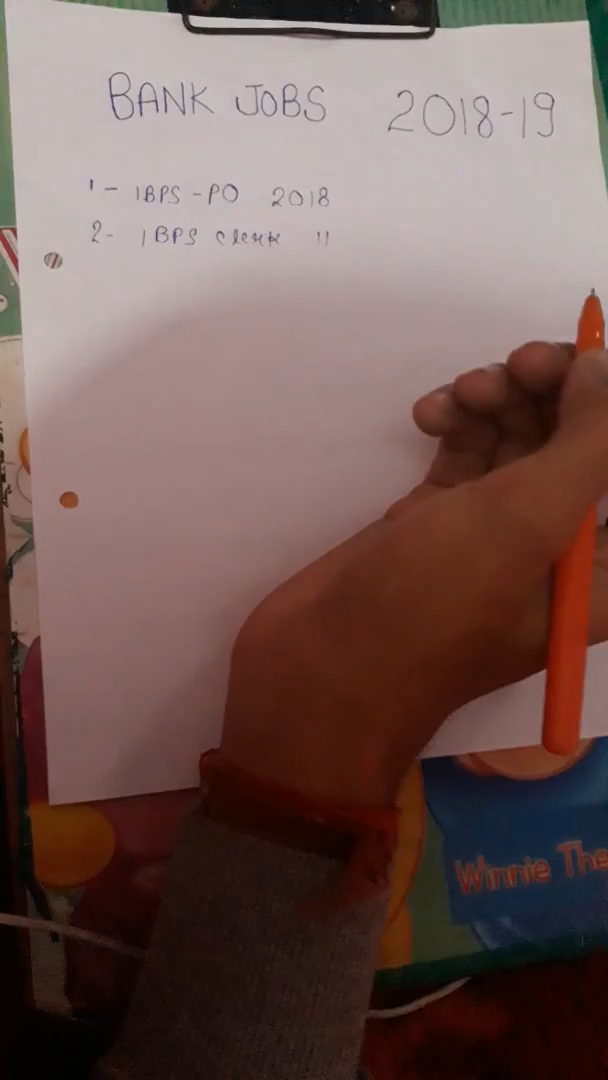 BANK JOBS 2018-19
1- IBPS-PO 2018
2- IBPS Clerk "
Winnie The